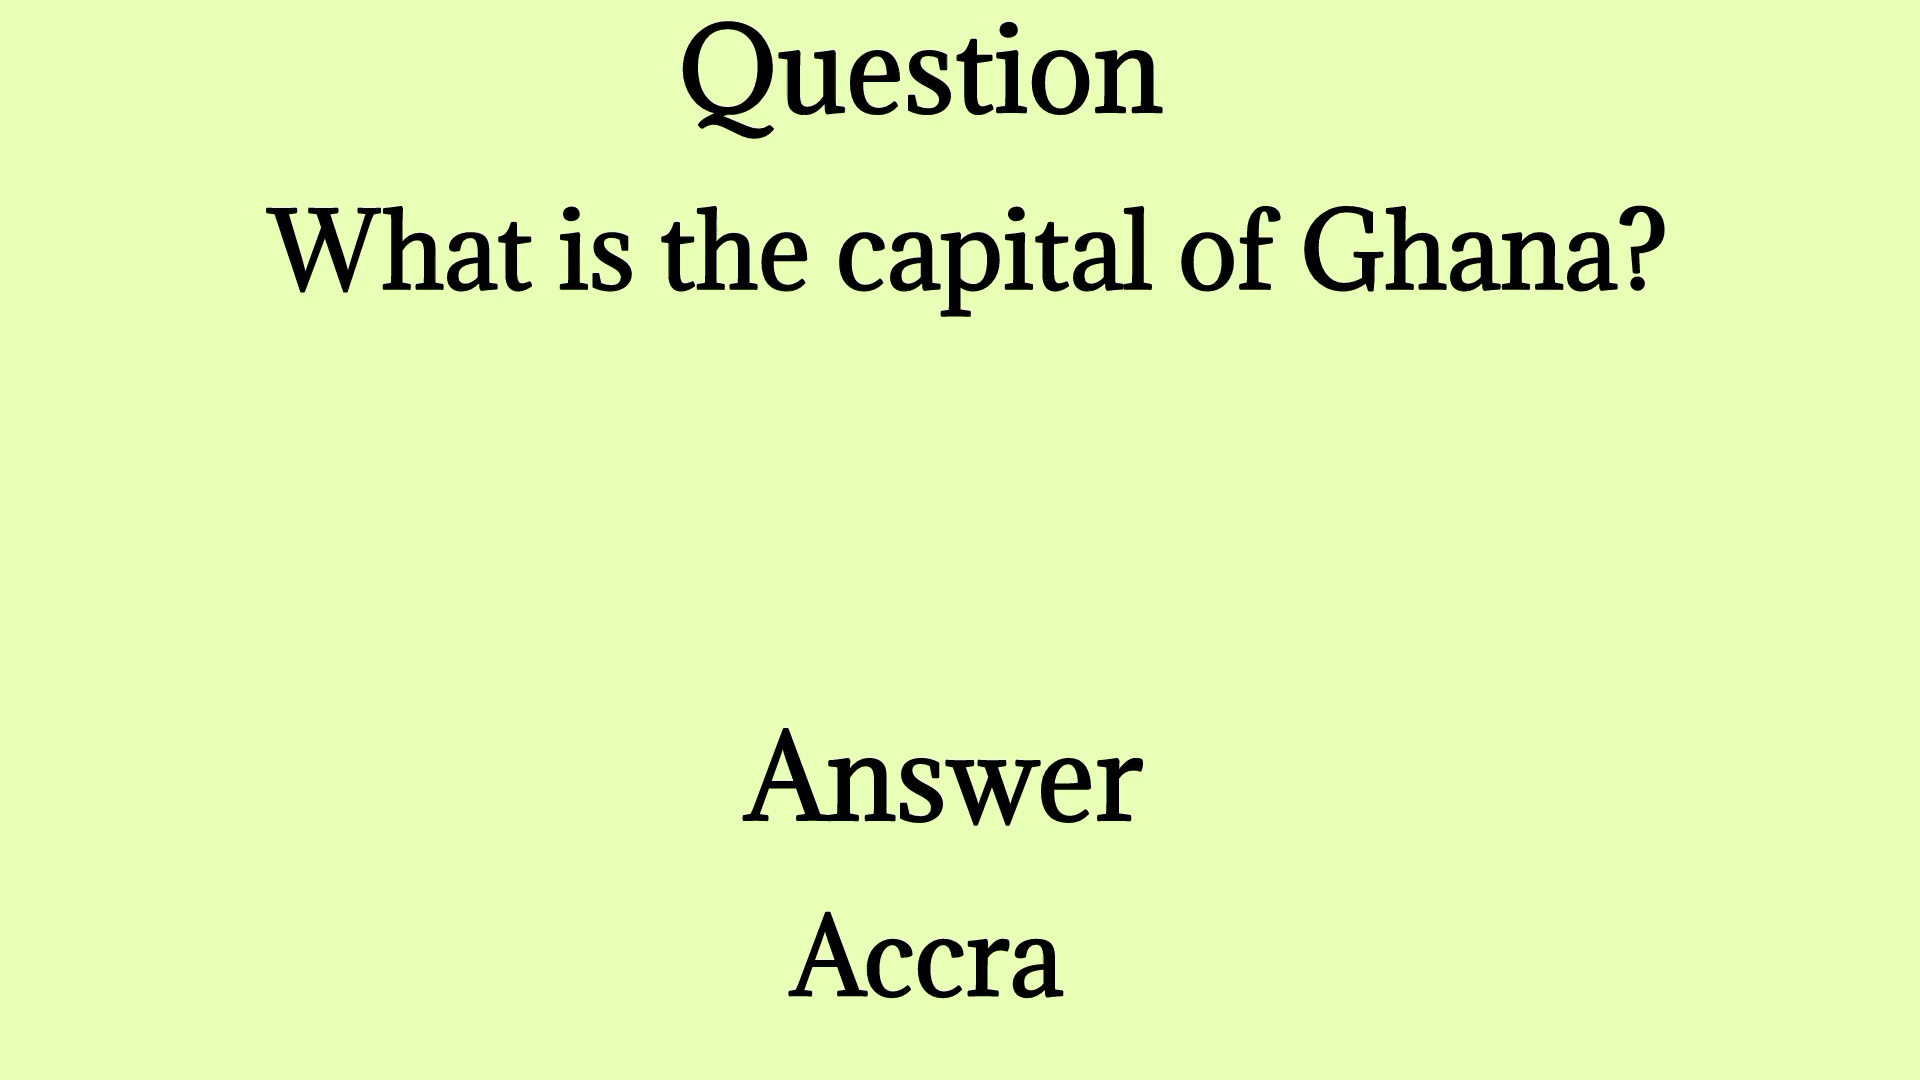 Question
What is the capital of Ghana?
Answer
Accra